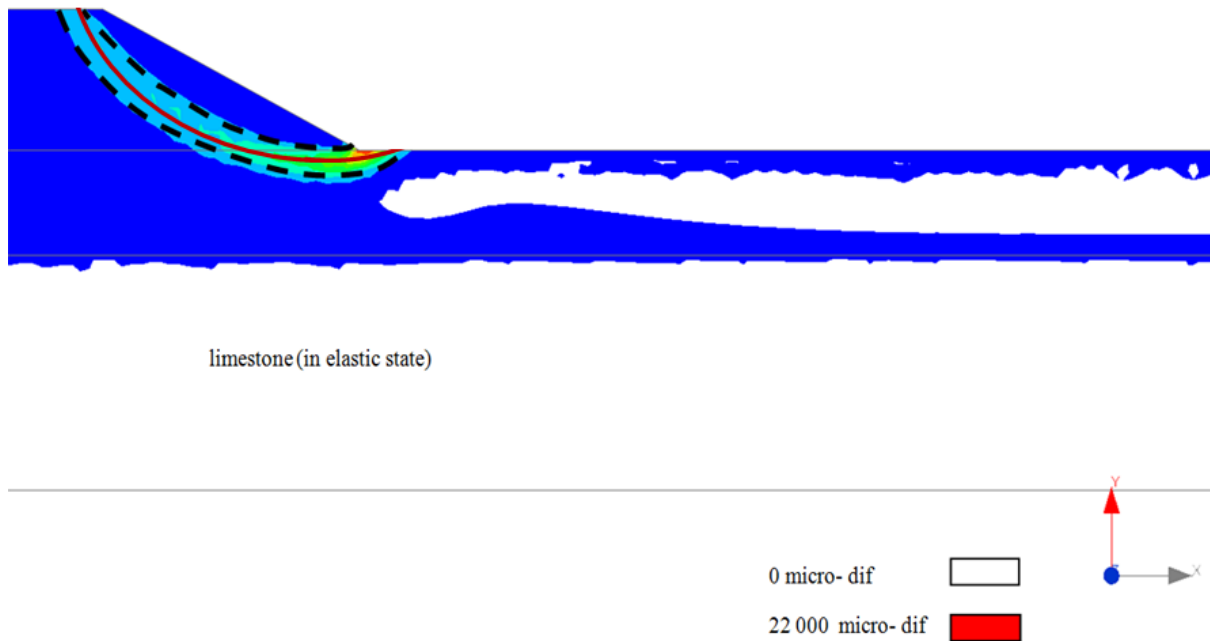 limestone (in elastic state)
Y
X
0 micro- dif
22 000 micro- dif